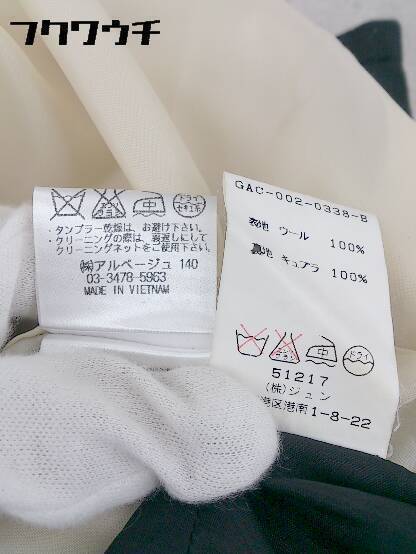 フクワウチ
・タンブラー乾燥は、お避け下さい。
・クリーニングの際は、裏返しにして
クリーニングネットをご使用下さい。
㈱アルページュ 140
03-3478-5963
MADE IN VIETNAM
GAC-002-0338-B
表地 ウール 100%
裏地 キュプラ 100%
ドライ
51217
(株)ジュン
港区港南1-8-22